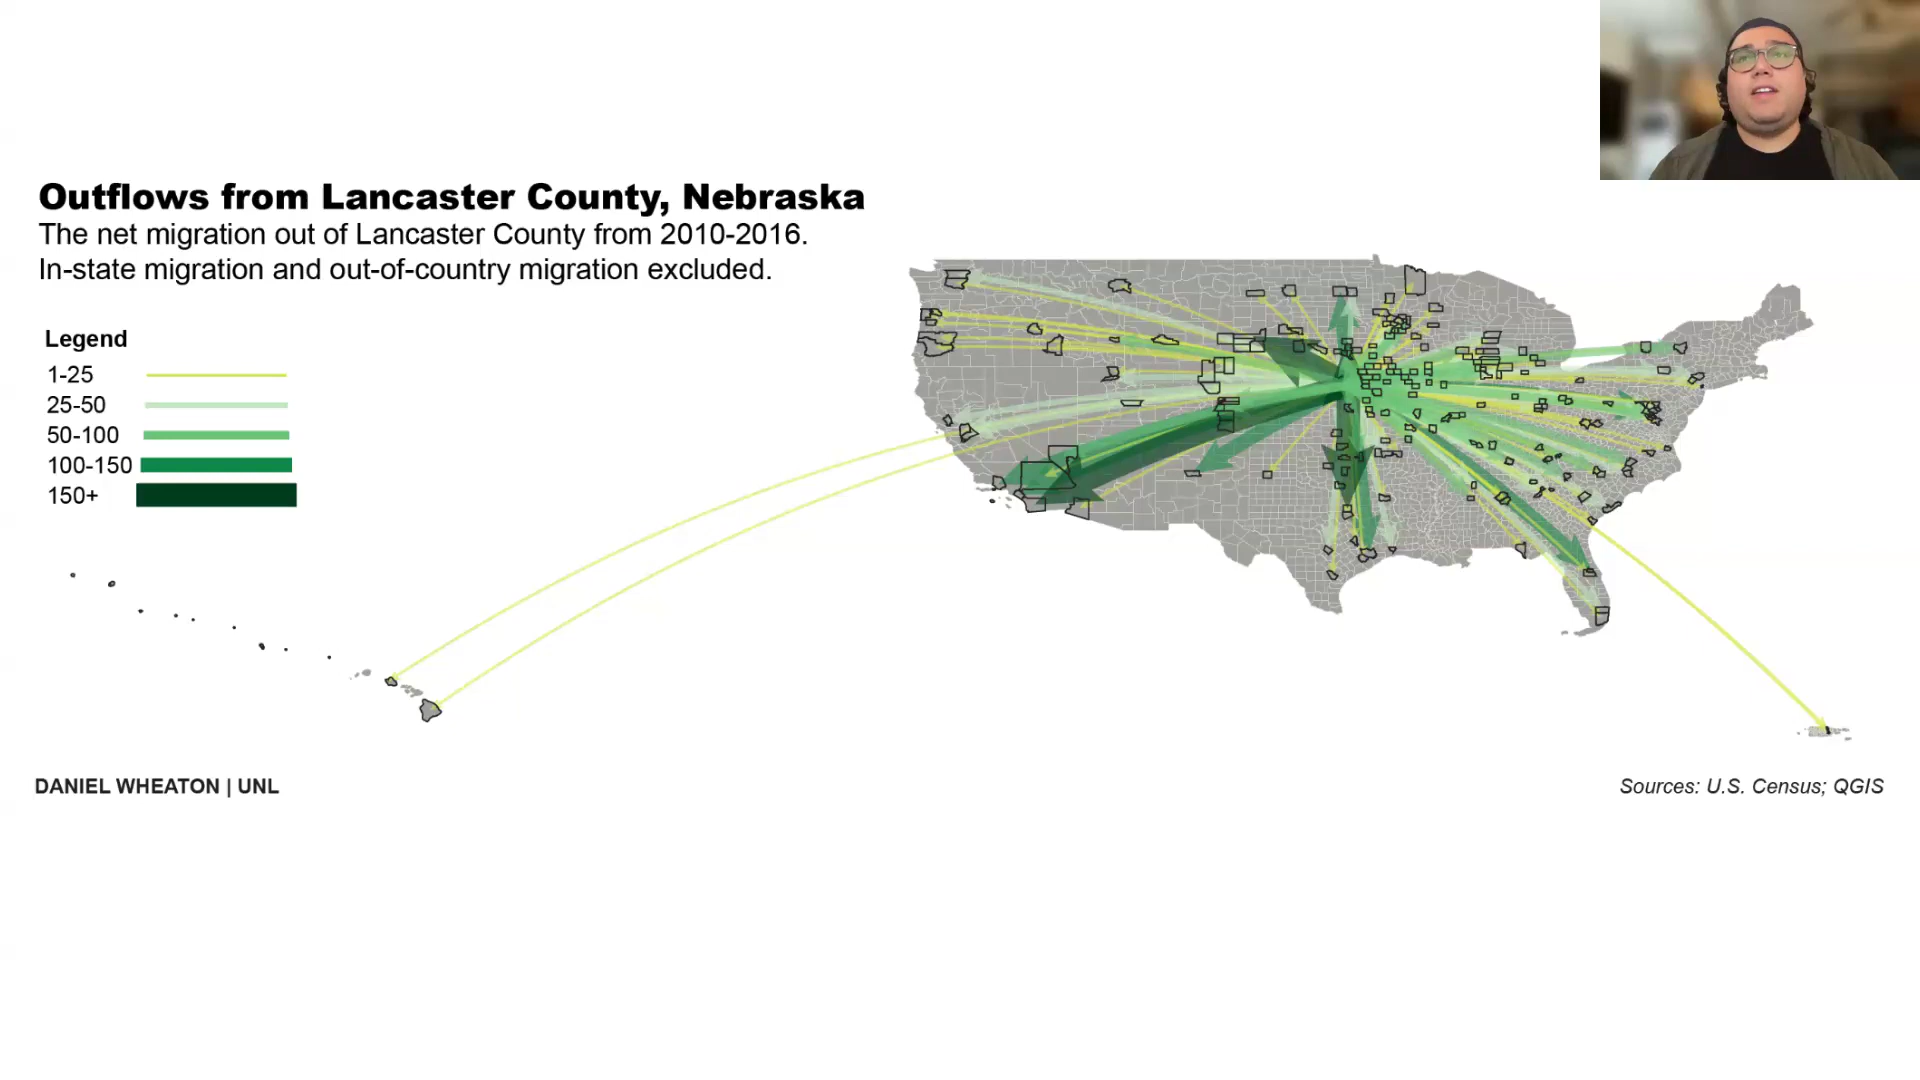 Outflows from Lancaster County, Nebraska
The net migration out of Lancaster County from 2010-2016.
In-state migration and out-of-country migration excluded.
Legend
1-25
25-50
50-100
100-150
150+
DANIEL WHEATON | UNL
Sources: U.S. Census; QGIS